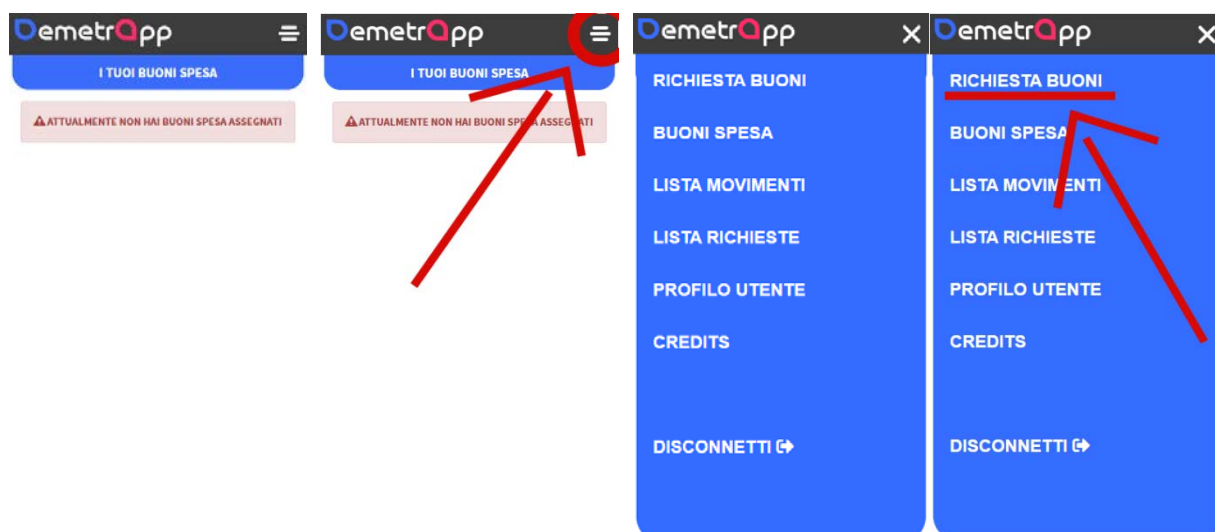 DemetrApp
I TUOI BUONI SPESA
ATTUALMENTE NON HAI BUONI SPESA ASSEGNATI
DemetrApp
I TUOI BUONI SPESA
ATTUALMENTE NON HAI BUONI SPESA ASSEGNATI
DemetrApp
RICHIESTA BUONI
BUONI SPESA
LISTA MOVIMENTI
LISTA RICHIESTE
PROFILO UTENTE
CREDITS
DISCONNETTI
DemetrApp
RICHIESTA BUONI
BUONI SPESA
LISTA MOVIMENTI
LISTA RICHIESTE
PROFILO UTENTE
CREDITS
DISCONNETTI